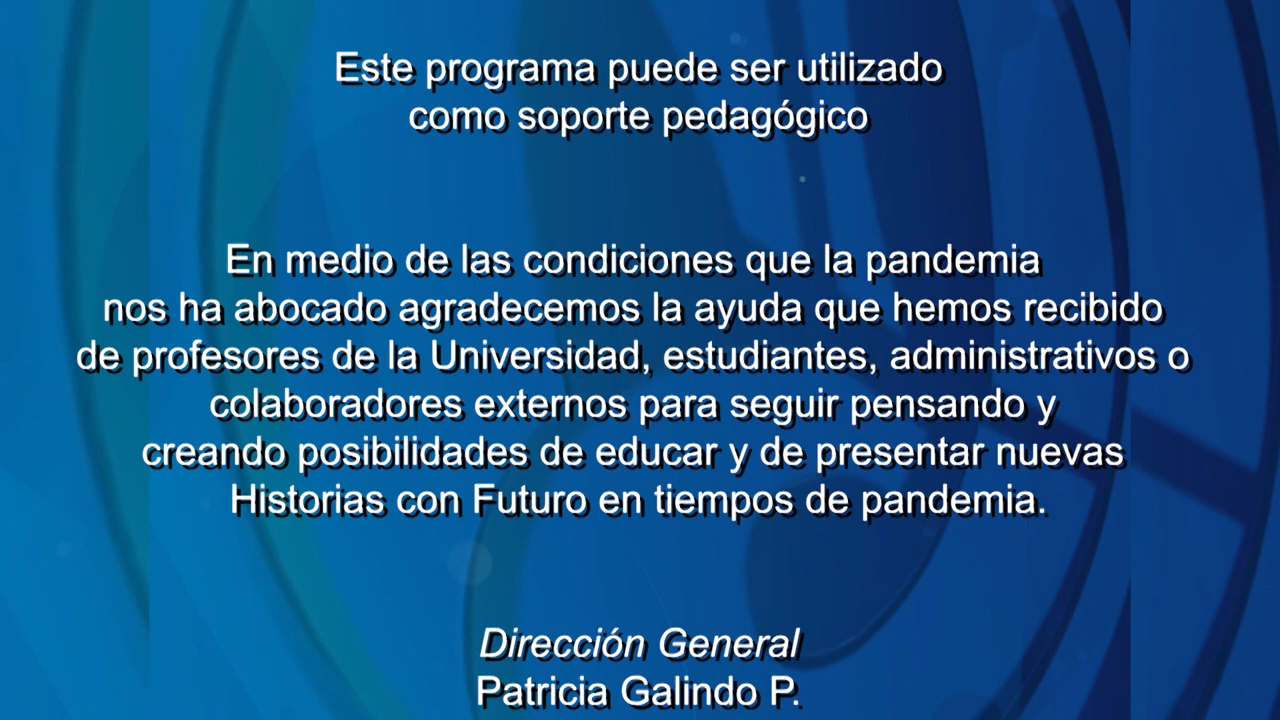 Este programa puede ser utilizado
como soporte pedagógico
En medio de las condiciones que la pandemia
nos ha abocado agradecemos la ayuda que hemos recibido
de profesores de la Universidad, estudiantes, administrativos o
colaboradores externos para seguir pensando y
creando posibilidades de educar y de presentar nuevas
Historias con Futuro en tiempos de pandemia.
Dirección General
Patricia Galindo P.